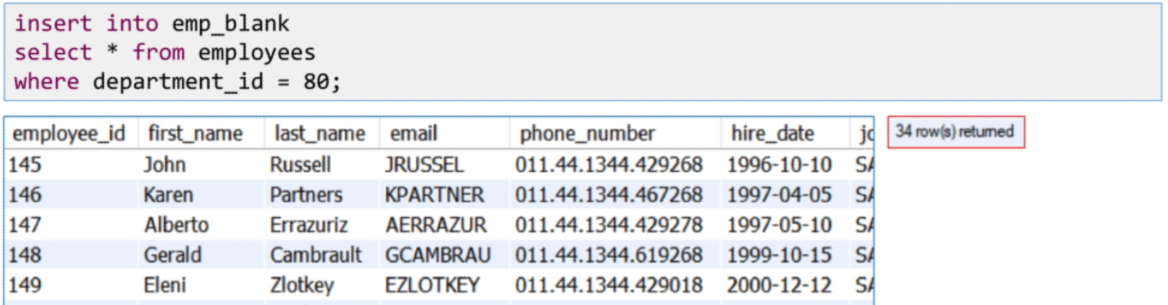 insert into emp_blank
select * from employees
where department_id = 80;
employee_id first_name last_name email phone_number hire_date jo 34 row(s) returned
145 John Russell JRUSSEL 011.44.1344.429268 1996-10-10 SA
146 Karen Partners KPARTNER 011.44.1344.467268 1997-04-05 SA
147 Alberto Errazuriz AERRAZUR 011.44.1344.429278 1997-05-10 SA
148 Gerald Cambrault GCAMBRAU 011.44.1344.619268 1999-10-15 SA
149 Eleni Zlotkey EZLOTKEY 011.44.1344.429018 2000-12-12 SA